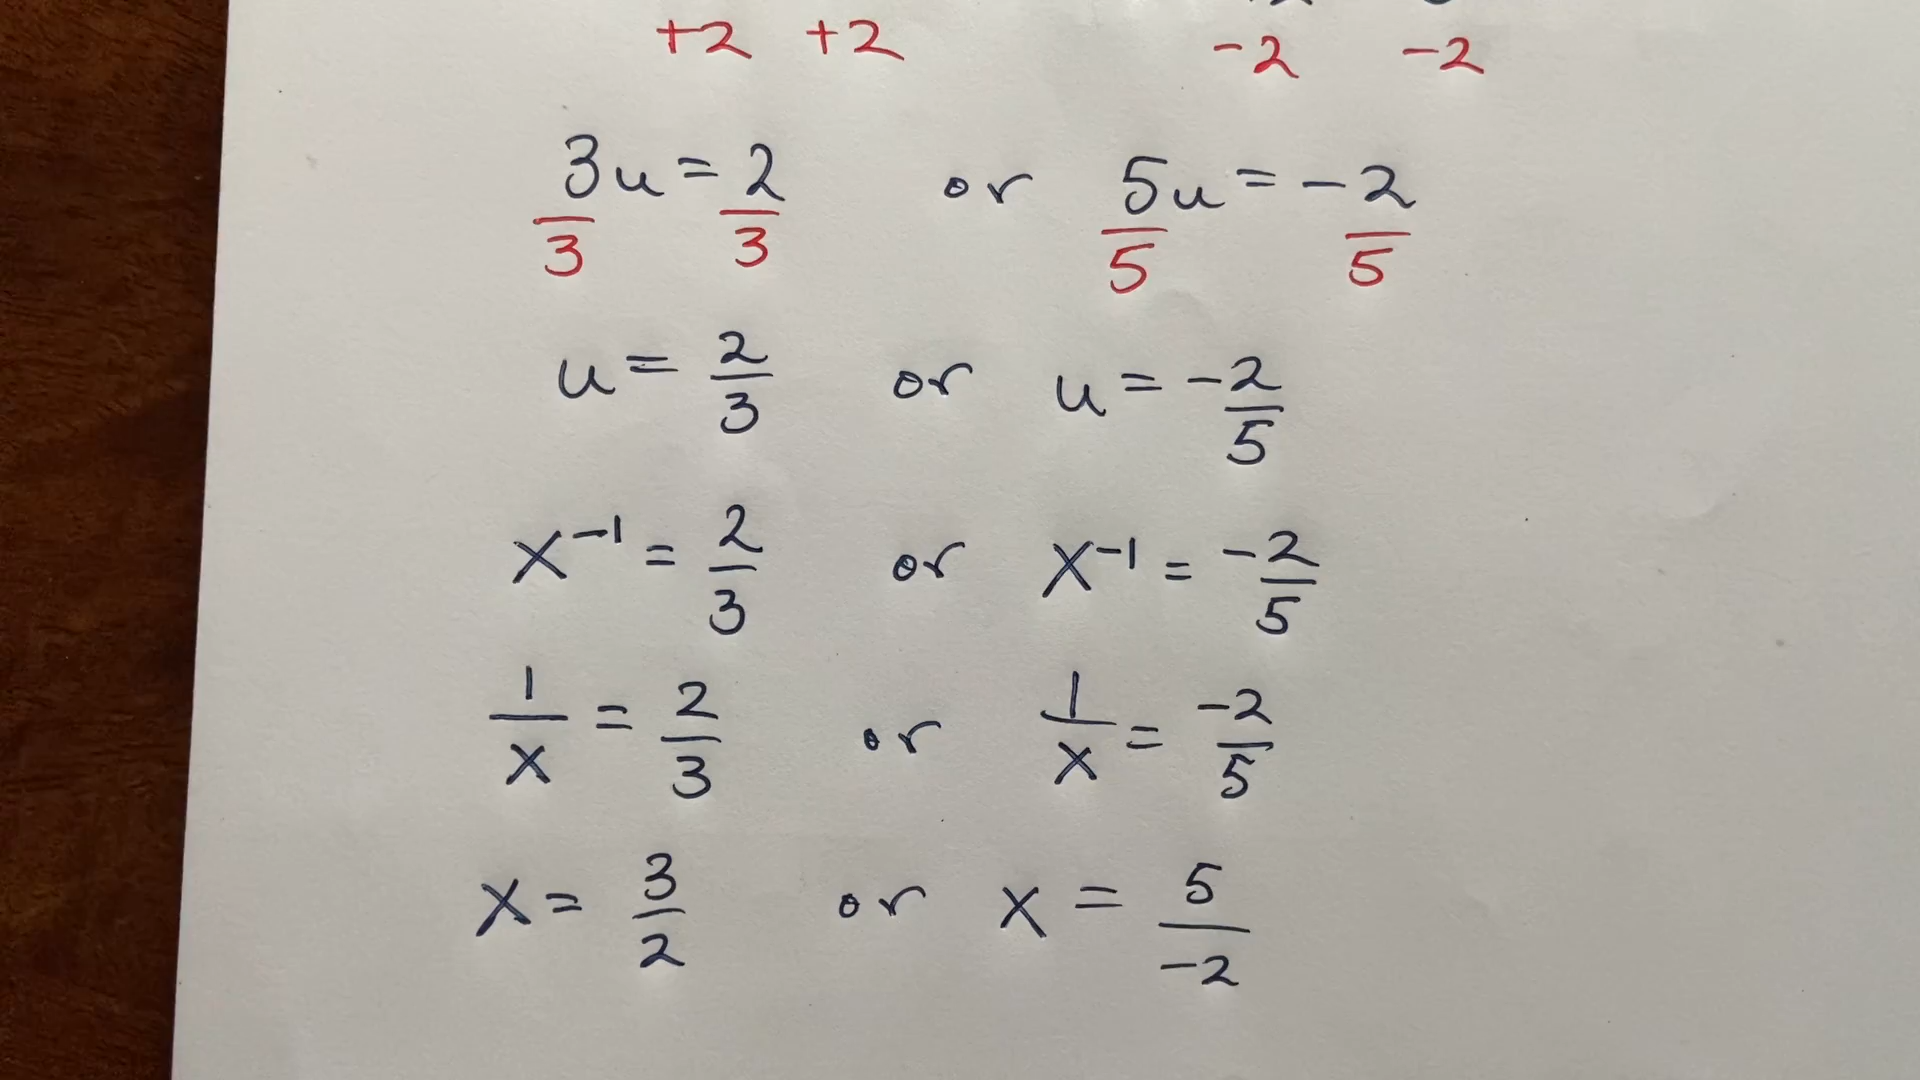 +2 +2 -2 -2
3u = 2 or 5u = -2
3 3 5 5
u = 2/3 or u = -2/5
x⁻¹ = 2/3 or x⁻¹ = -2/5
1/x = 2/3 or 1/x = -2/5
x = 3/2 or x = 5/-2